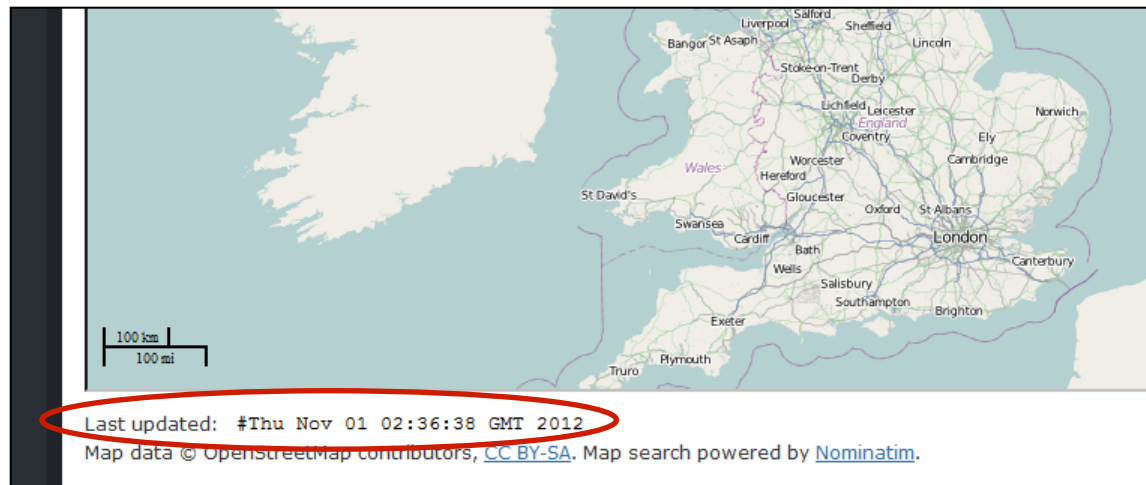 Salford
Liverpool
Sheffield
Bangor St Asaph
Lincoln
Stoke-on-Trent
Derby
Norwich
Lichfield Leicester
England
Coventry
Ely
Cambridge
Worcester
Wales
Hereford
St David's
Gloucester
Oxford St Albans
Swansea
Cardiff
London
Bath
Canterbury
Wells
Salisbury
Southampton
Brighton
Exeter
100 km
100 mi
Plymouth
Truro
Last updated: #Thu Nov 01 02:36:38 GMT 2012
Map data © OpenStreetMap contributors, CC BY-SA. Map search powered by Nominatim.